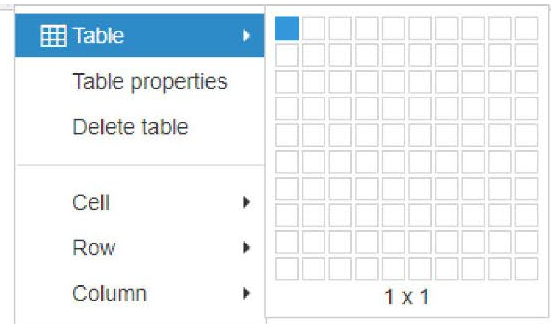 Table
Table properties
Delete table
Cell
Row
Column
1 x 1